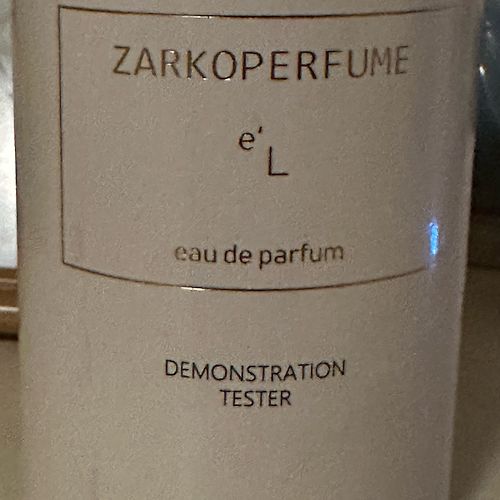 ZARKOPERFUME
e'L
eau de parfum
DEMONSTRATION
TESTER